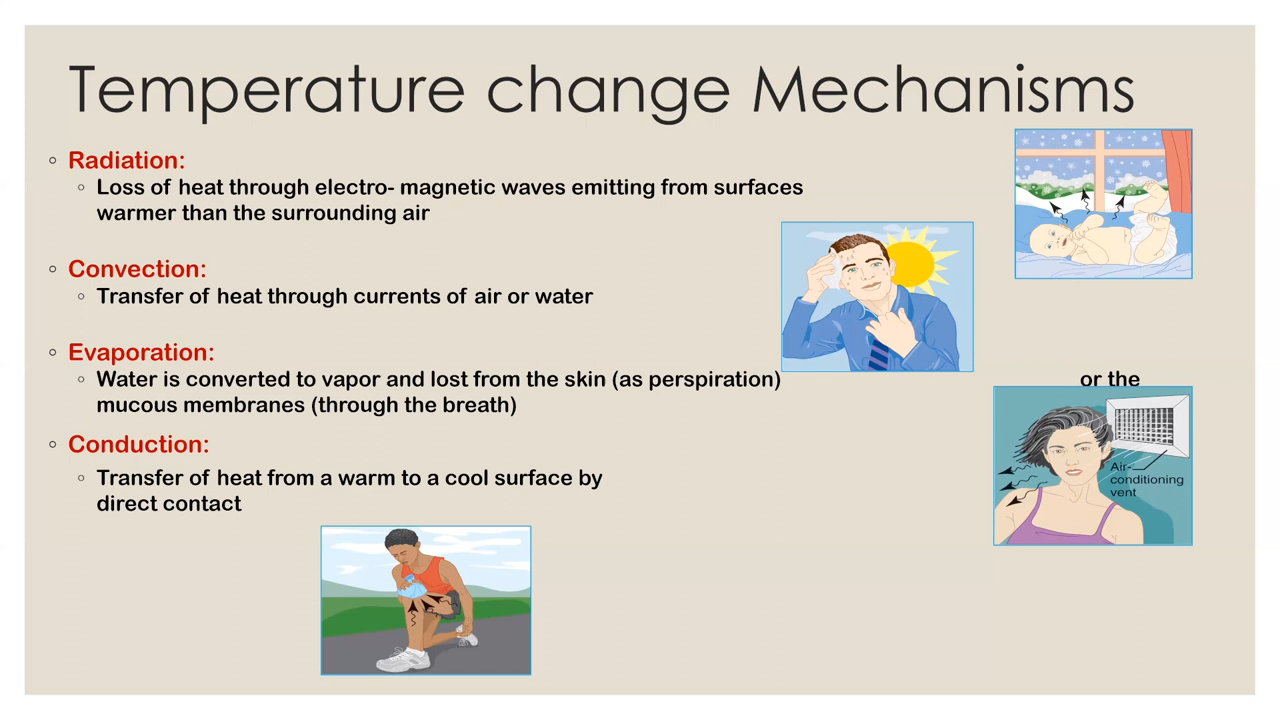 Temperature change Mechanisms
Radiation:
Loss of heat through electro- magnetic waves emitting from surfaces
warmer than the surrounding air
Convection:
Transfer of heat through currents of air or water
Evaporation:
Water is converted to vapor and lost from the skin (as perspiration) or the
mucous membranes (through the breath)
Conduction:
Transfer of heat from a warm to a cool surface by
direct contact
Air-
conditioning
vent